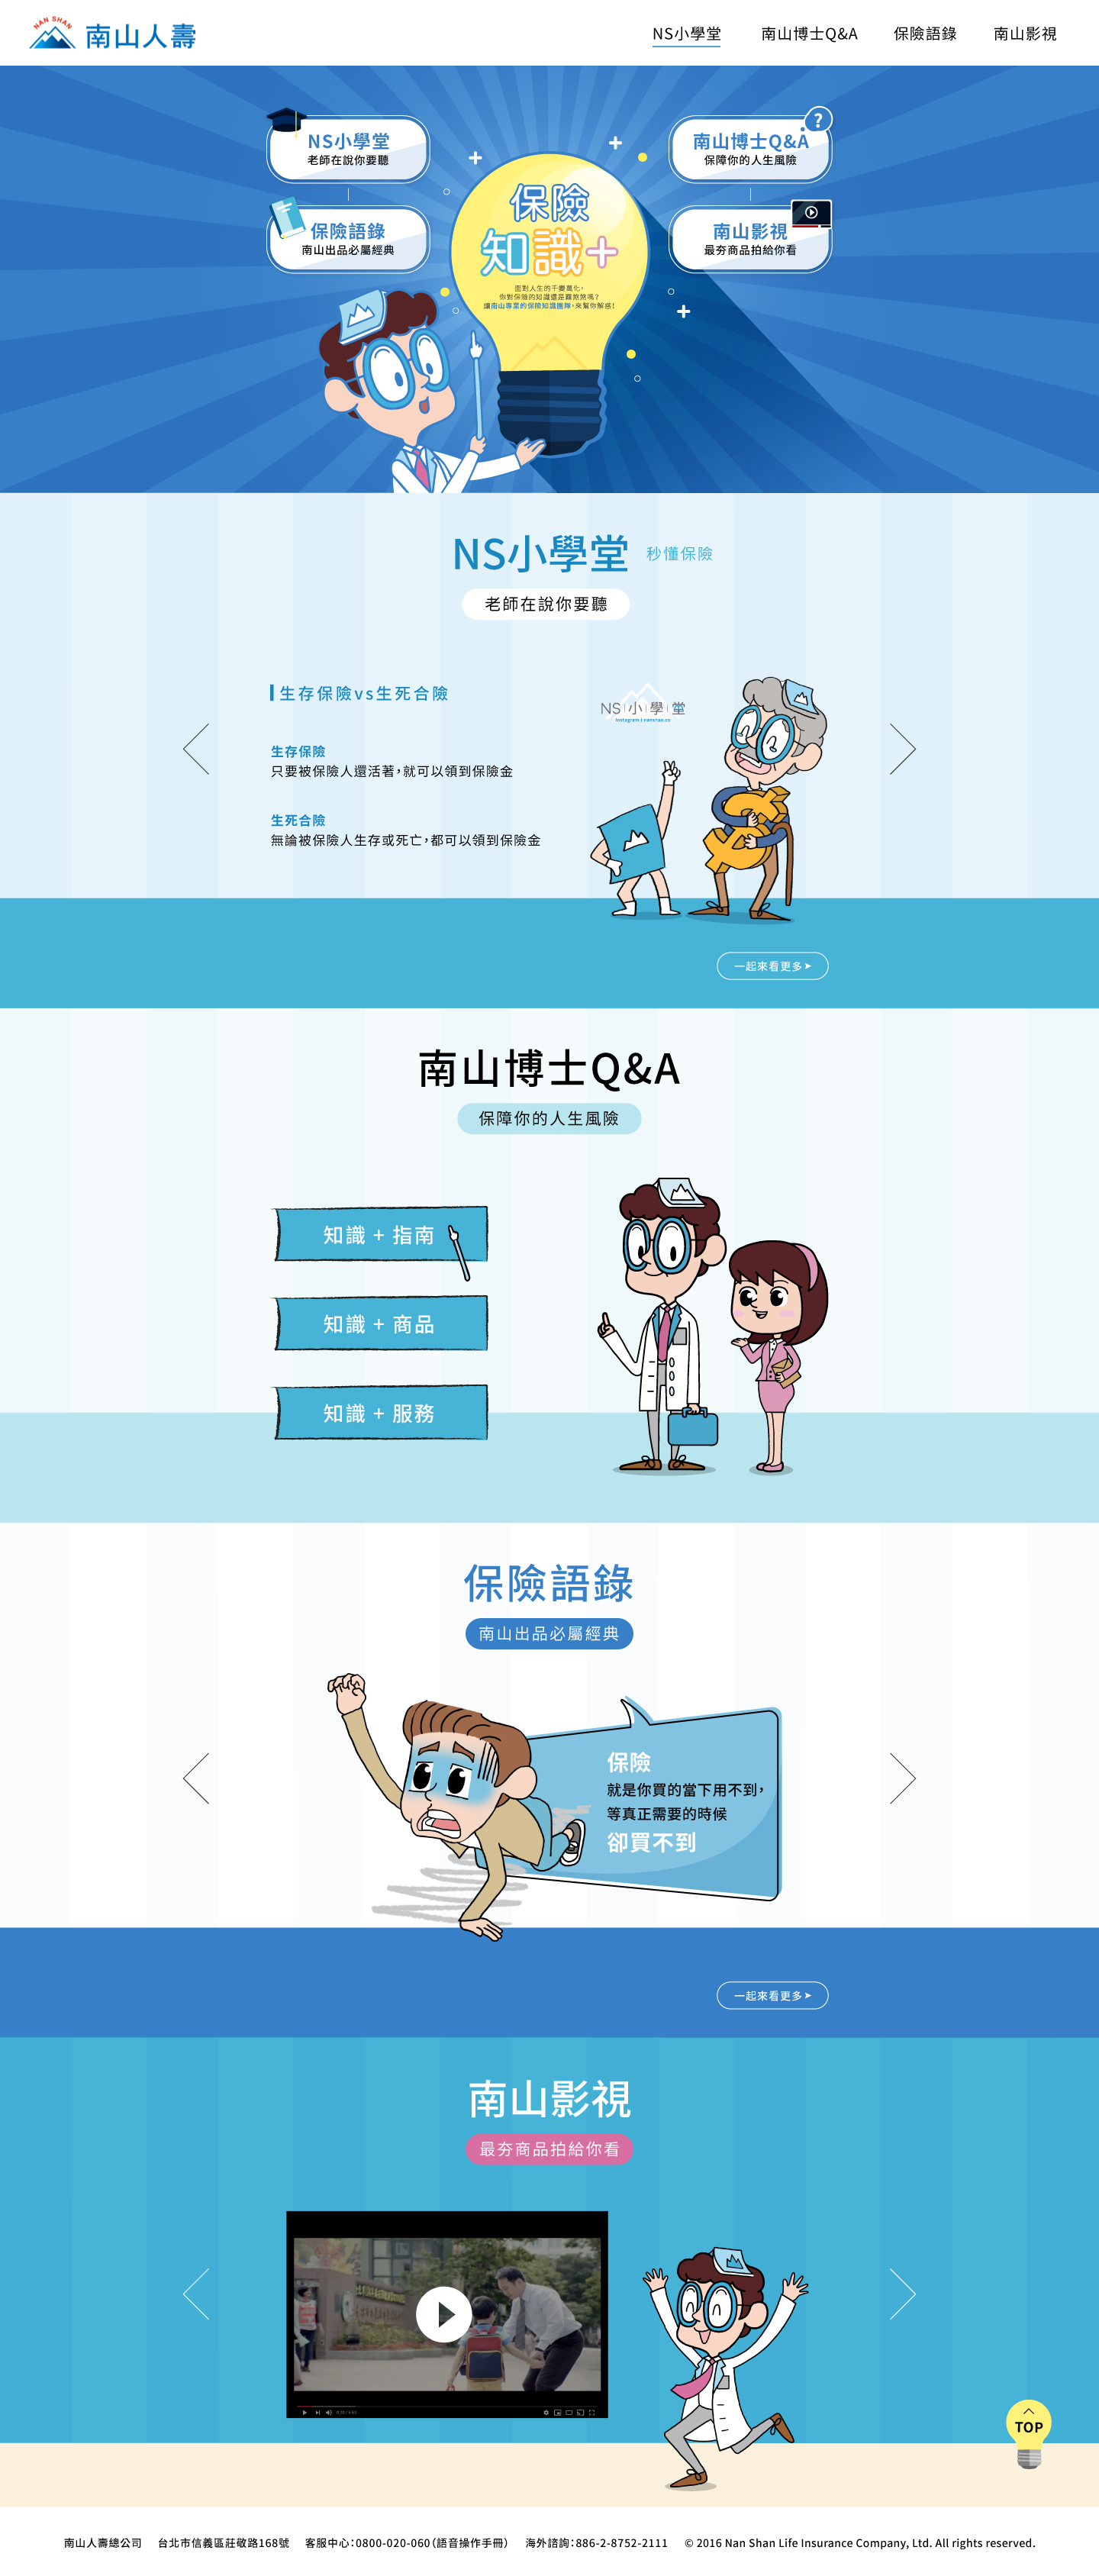 NAN SHAN
南山人壽
NS小學堂
南山博士Q&A
保險語錄
南山影視
NS小學堂
老師在說你要聽
保險語錄
南山出品必屬經典
保險
知識+
面對人生的千變萬化，
你對保險的知識還是霧煞煞嗎？
讓南山專業的保險知識團隊，來幫你解惑！
南山博士Q&A
保障你的人生風險
?
南山影視
最夯商品拍給你看
NS小學堂 秒懂保險
老師在說你要聽
生存保險vs生死合險
生存保險
只要被保險人還活著，就可以領到保險金
生死合險
無論被保險人生存或死亡，都可以領到保險金
NS小學堂
instagram | nanshan.co
一起來看更多
南山博士Q&A
保障你的人生風險
知識 + 指南
知識 + 商品
知識 + 服務
保險語錄
南山出品必屬經典
保險
就是你買的當下用不到，
等真正需要的時候
卻買不到
一起來看更多
南山影視
最夯商品拍給你看
TOP
南山人壽總公司 台北市信義區莊敬路168號 客服中心：0800-020-060（語音操作手冊） 海外諮詢：886-2-8752-2111 © 2016 Nan Shan Life Insurance Company, Ltd. All rights reserved.